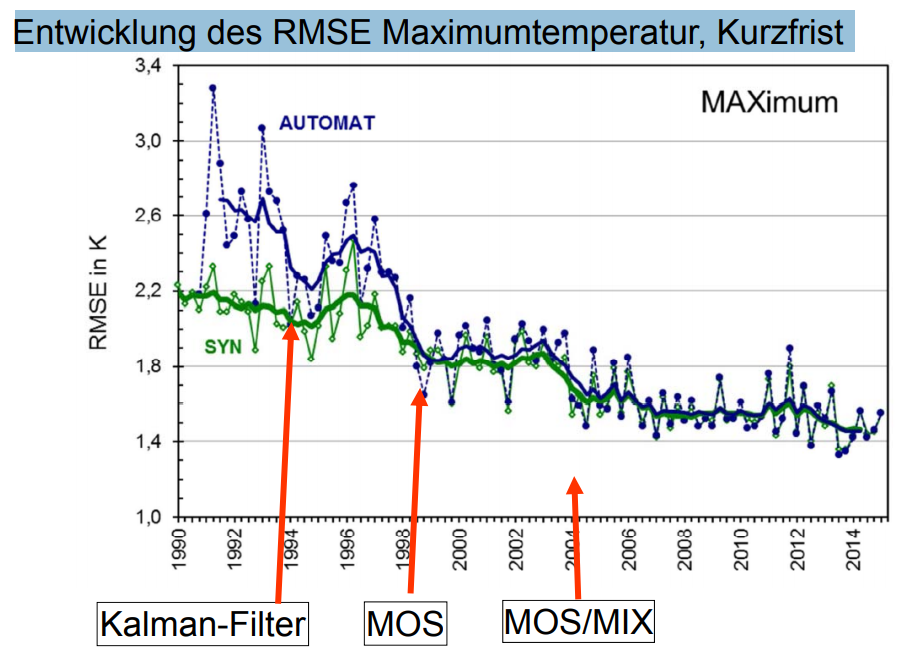 Entwicklung des RMSE Maximumtemperatur, Kurzfrist
3,4
MAXimum
AUTOMAT
3,0
2,6
RMSE in K
2,2
SYN
1,8
1,4
1,0
1990 1992 1994 1996 1998 2000 2002 2004 2006 2008 2010 2012 2014
Kalman-Filter MOS MOS/MIX